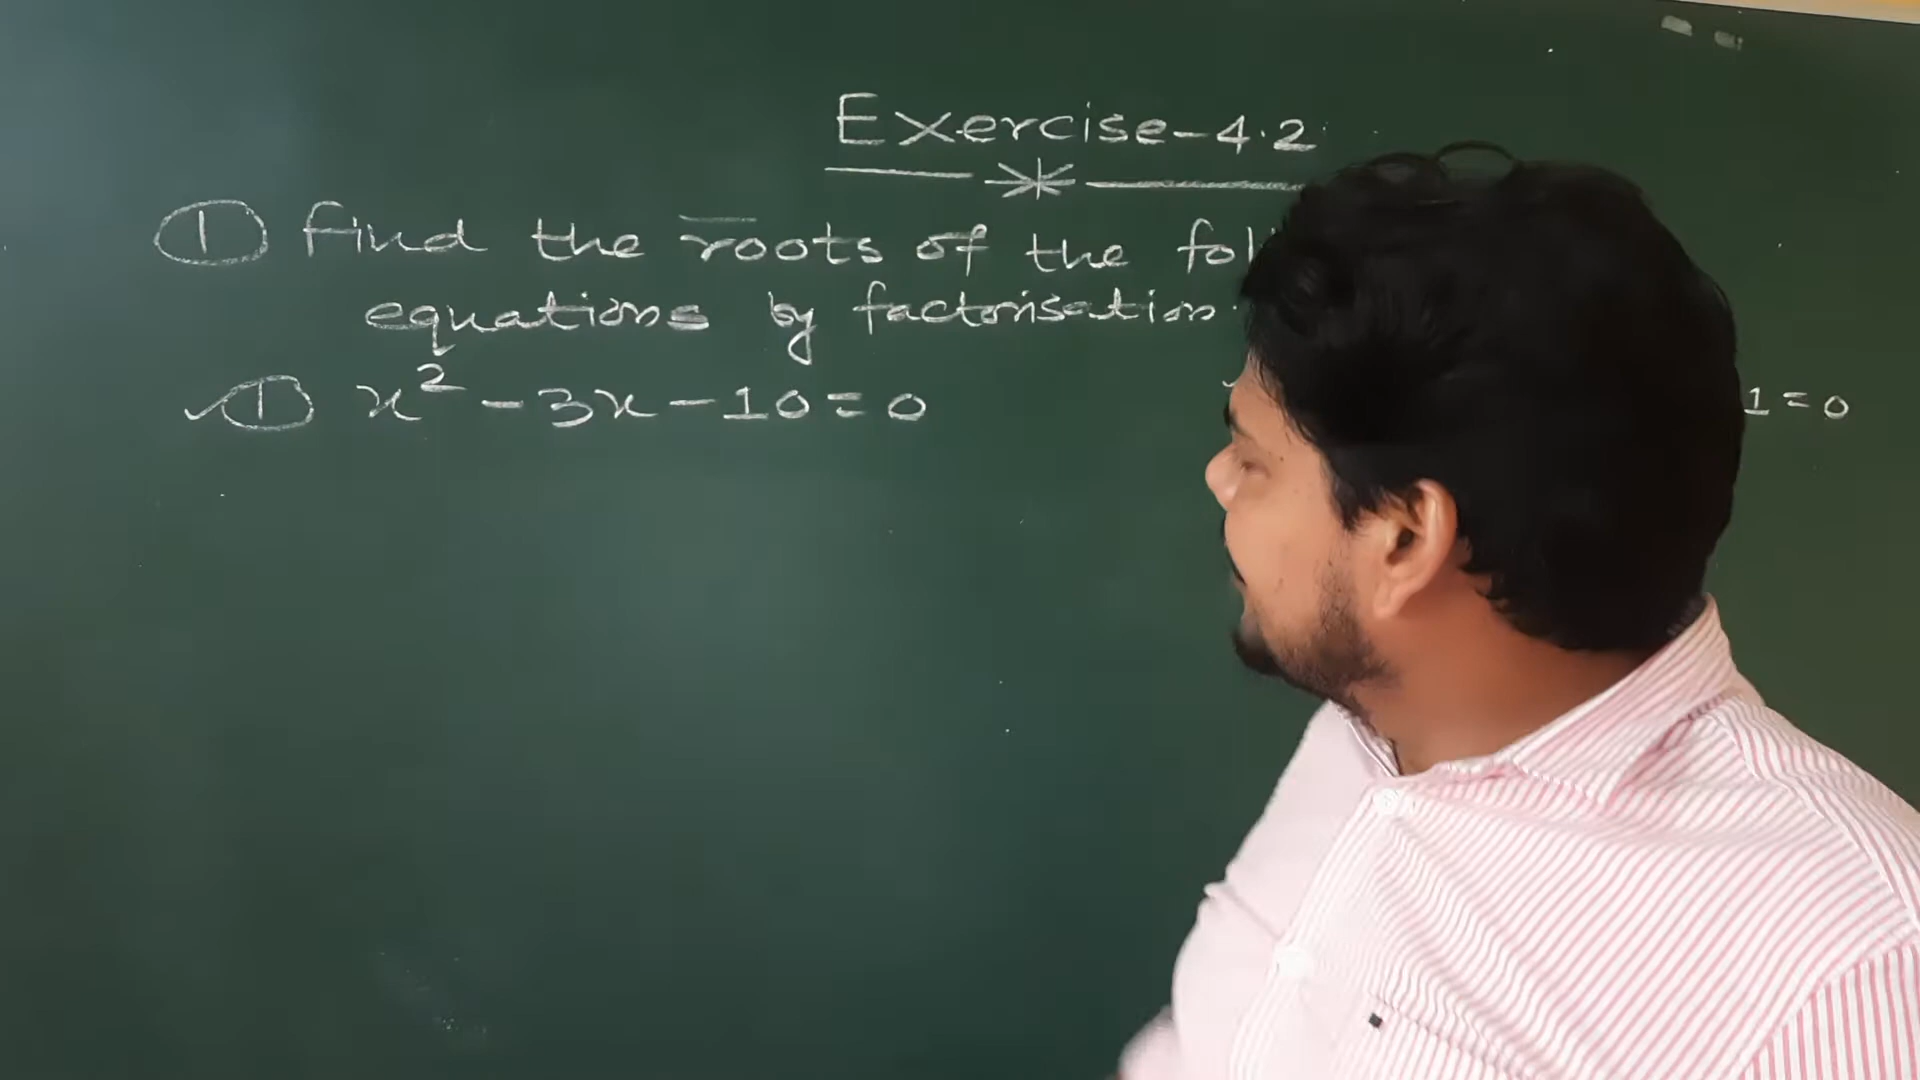 Exercise-4.2
① Find the roots of the
equations by factorisation.
① x² - 3x - 10 = 0
1 = 0